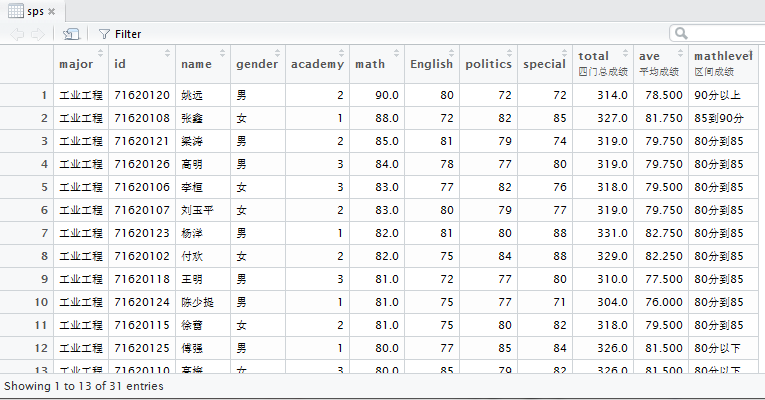 sps
Filter
major id name gender academy math English politics special total ave mathlevel
四门总成绩 平均成绩 区间成绩
1 工业工程 71620120 姚远 男 2 90.0 80 72 72 314.0 78.500 90分以上
2 工业工程 71620108 张鑫 女 1 88.0 72 82 85 327.0 81.750 85到90分
3 工业工程 71620121 梁涛 男 2 85.0 81 79 74 319.0 79.750 80分到85
4 工业工程 71620126 高明 男 3 84.0 78 77 80 319.0 79.750 80分到85
5 工业工程 71620106 李桓 女 3 83.0 77 82 76 318.0 79.500 80分到85
6 工业工程 71620107 刘玉平 女 2 83.0 80 79 77 319.0 79.750 80分到85
7 工业工程 71620123 杨洋 男 1 82.0 81 80 88 331.0 82.750 80分到85
8 工业工程 71620102 付欢 女 2 82.0 75 84 88 329.0 82.250 80分到85
9 工业工程 71620118 王明 男 3 81.0 72 77 80 310.0 77.500 80分到85
10 工业工程 71620124 陈少提 男 1 81.0 75 77 71 304.0 76.000 80分到85
11 工业工程 71620115 徐 女 2 81.0 75 80 82 318.0 79.500 80分到85
12 工业工程 71620125 傅强 男 1 80.0 77 85 84 326.0 81.500 80分以下
13 工业工程 71620110 高 女 3 80.0 85 79 82 326.0 81.500 80分以下
Showing 1 to 13 of 31 entries